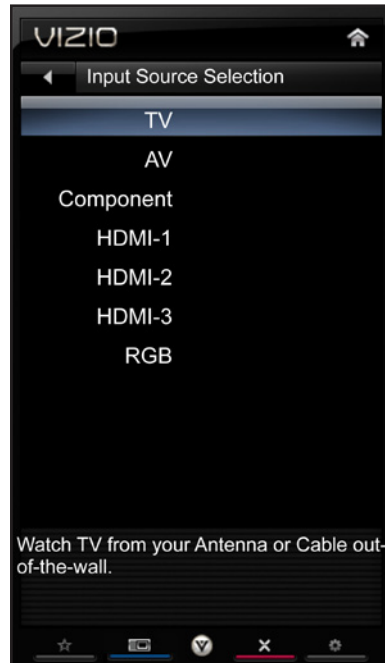 VIZIO
Input Source Selection
TV
AV
Component
HDMI-1
HDMI-2
HDMI-3
RGB
Watch TV from your Antenna or Cable out-
of-the-wall.
V